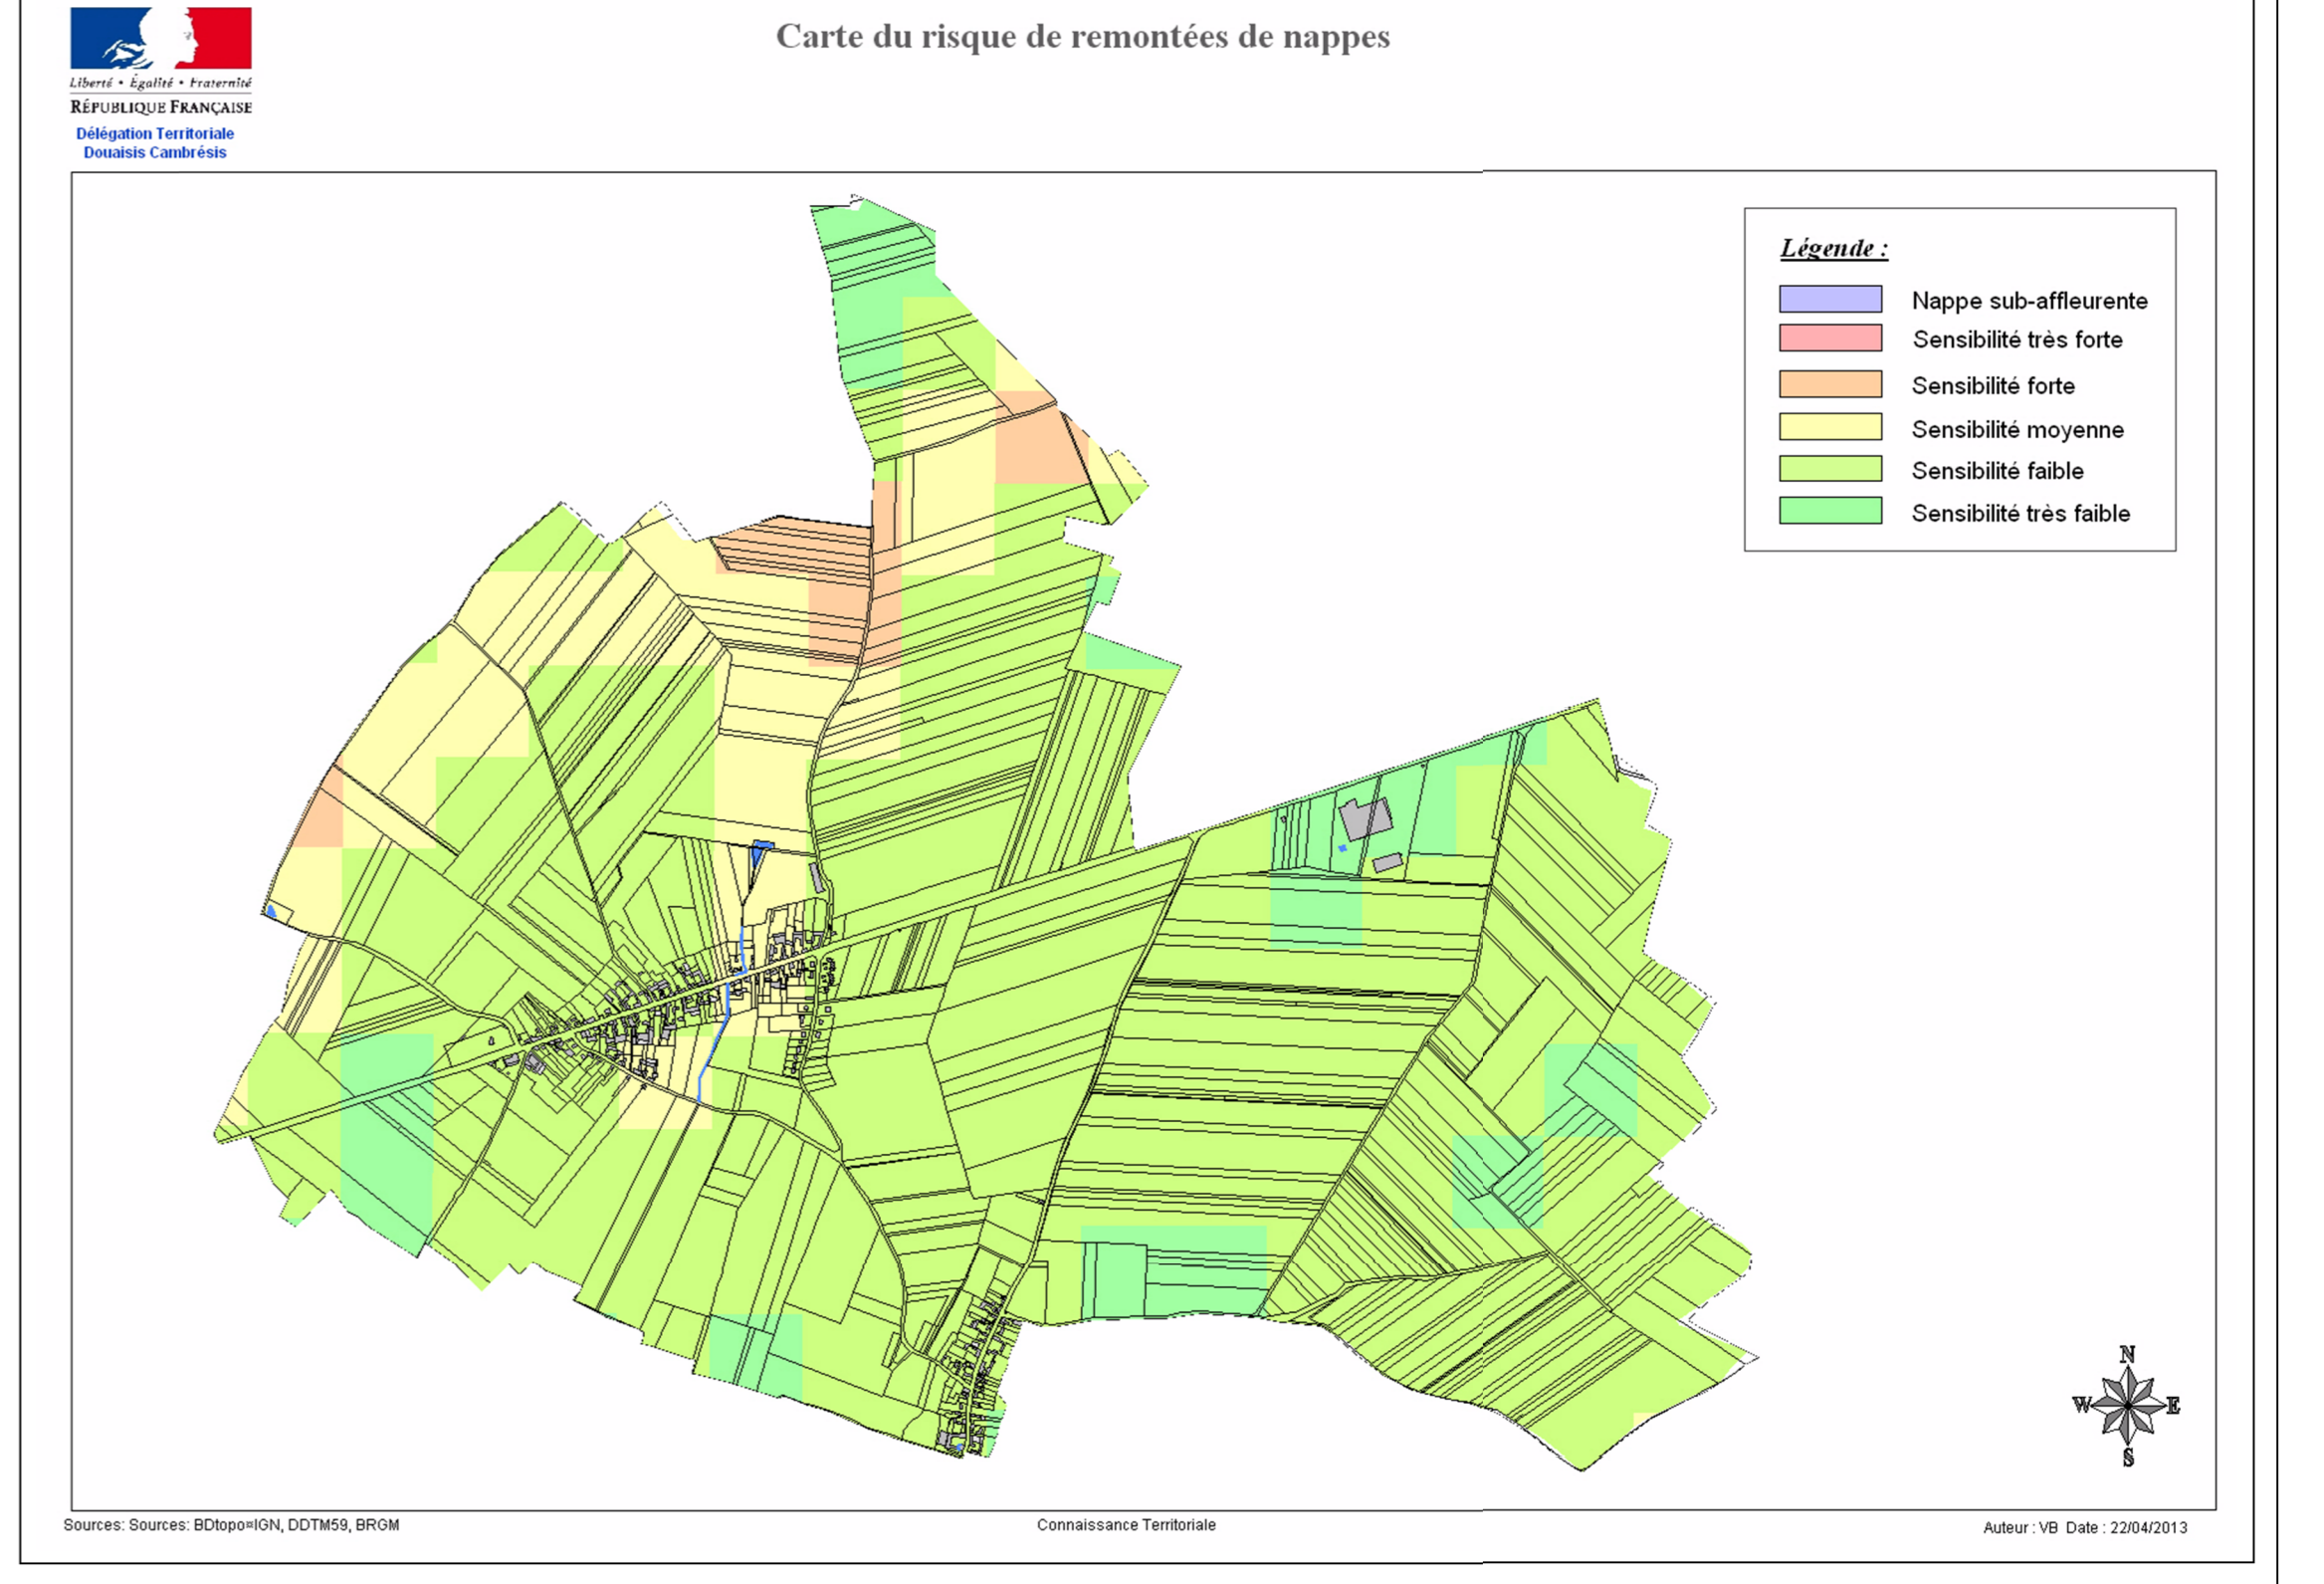 Carte du risque de remontées de nappes
Liberté • Égalité • Fraternité
RÉPUBLIQUE FRANÇAISE
Délégation Territoriale
Douaisis Cambrésis
Légende :
Nappe sub-affleurente
Sensibilité très forte
Sensibilité forte
Sensibilité moyenne
Sensibilité faible
Sensibilité très faible
N
W E
S
Sources: Sources: BDtopo¤IGN, DDTM59, BRGM
Connaissance Territoriale
Auteur : VB Date : 22/04/2013